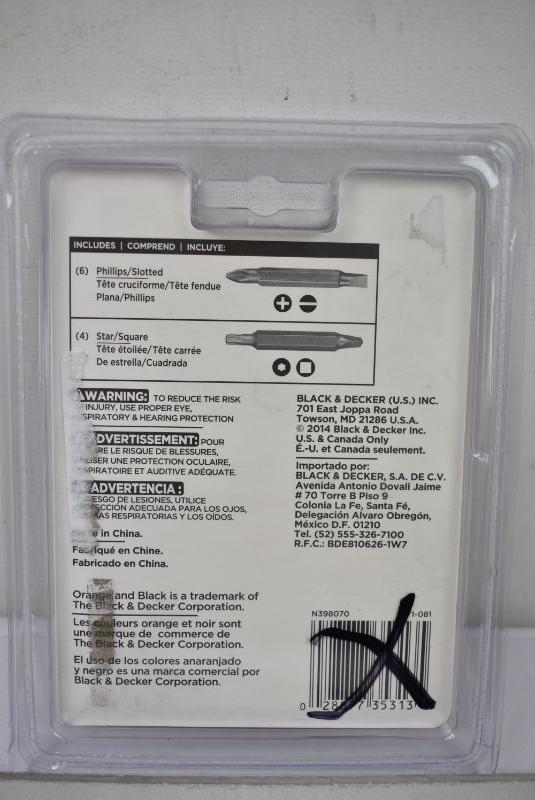 INCLUDES | COMPREND | INCLUYE:
(6) Phillips/Slotted
Tête cruciforme/Tête fendue
Plana/Phillips
(4) Star/Square
Tête étoilée/Tête carrée
De estrella/Cuadrada
WARNING: TO REDUCE THE RISK
INJURY, USE PROPER EYE,
RESPIRATORY & HEARING PROTECTION
ADVERTISSEMENT: POUR
LE RISQUE DE BLESSURES,
UNE PROTECTION OCULAIRE,
RESPIRATOIRE ET AUDITIVE ADÉQUATE.
ADVERTENCIA:
RIESGO DE LESIONES, UTILICE
PROTECCIÓN ADECUADA PARA LOS OJOS,
RESPIRATORIAS Y LOS OÍDOS.
in China.
Fabriqué en Chine.
Fabricado en China.
Orange and Black is a trademark of
The Black & Decker Corporation.
Les couleurs orange et noir sont
une marque de commerce de
The Black & Decker Corporation.
El uso de los colores anaranjado
y negro es una marca comercial por
Black & Decker Corporation.
BLACK & DECKER (U.S.) INC.
701 East Joppa Road
Towson, MD 21286 U.S.A.
© 2014 Black & Decker Inc.
U.S. & Canada Only
É.-U. et Canada seulement.
Importado por:
BLACK & DECKER, S.A. DE C.V.
Avenida Antonio Dovali Jaime
# 70 Torre B Piso 9
Colonia La Fe, Santa Fé,
Delegación Alvaro Obregón,
México D.F. 01210
Tel. (52) 555-326-7100
R.F.C.: BDE810626-1W7
N398070 1-081
0 28 7 35313